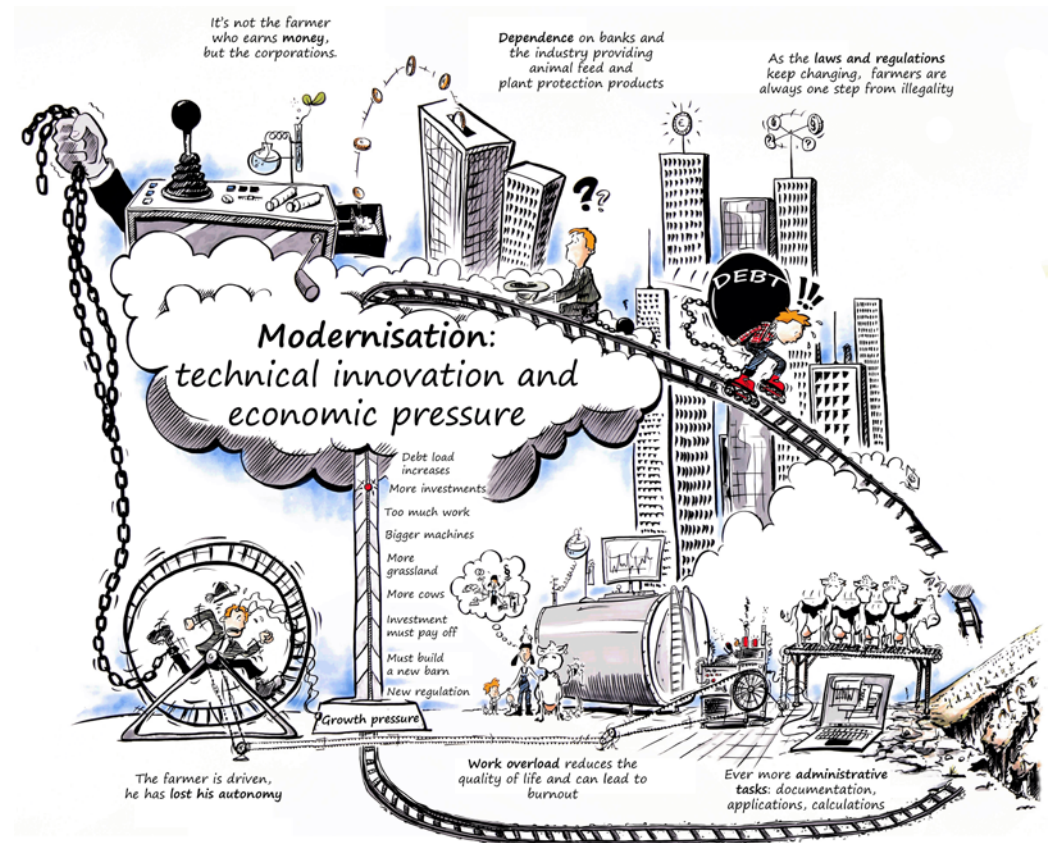 It's not the farmer
who earns money,
but the corporations.
Dependence on banks and
the industry providing
animal feed and
plant protection products
As the laws and regulations
keep changing, farmers are
always one step from illegality
€
??
DEBT
!!
Modernisation:
technical innovation and
economic pressure
Debt load
increases
More investments
Too much work
Bigger machines
More
grassland
More cows
Investment
must pay off
Must build
a new barn
New regulation
Growth pressure
The farmer is driven,
he has lost his autonomy
Work overload reduces the
quality of life and can lead to
burnout
Ever more administrative
tasks: documentation,
applications, calculations